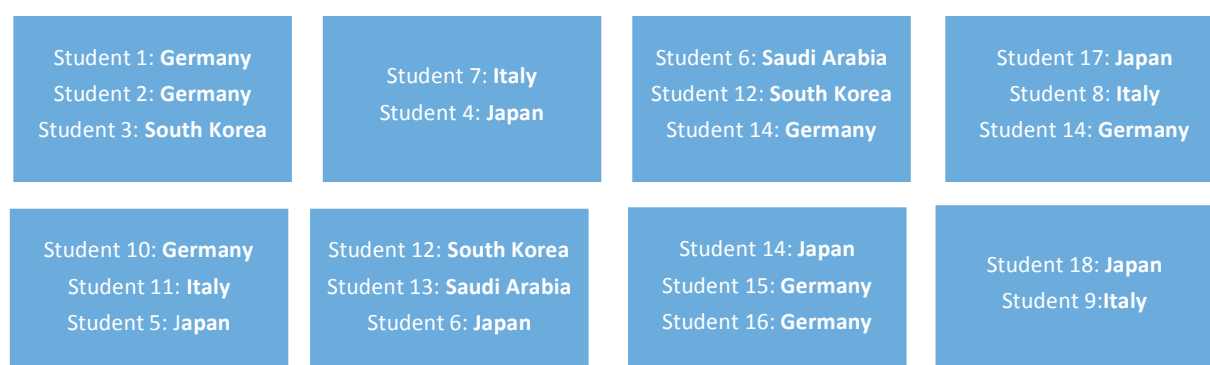 Student 1: Germany
Student 2: Germany
Student 3: South Korea
Student 7: Italy
Student 4: Japan
Student 6: Saudi Arabia
Student 12: South Korea
Student 14: Germany
Student 17: Japan
Student 8: Italy
Student 14: Germany
Student 10: Germany
Student 11: Italy
Student 5: Japan
Student 12: South Korea
Student 13: Saudi Arabia
Student 6: Japan
Student 14: Japan
Student 15: Germany
Student 16: Germany
Student 18: Japan
Student 9:Italy